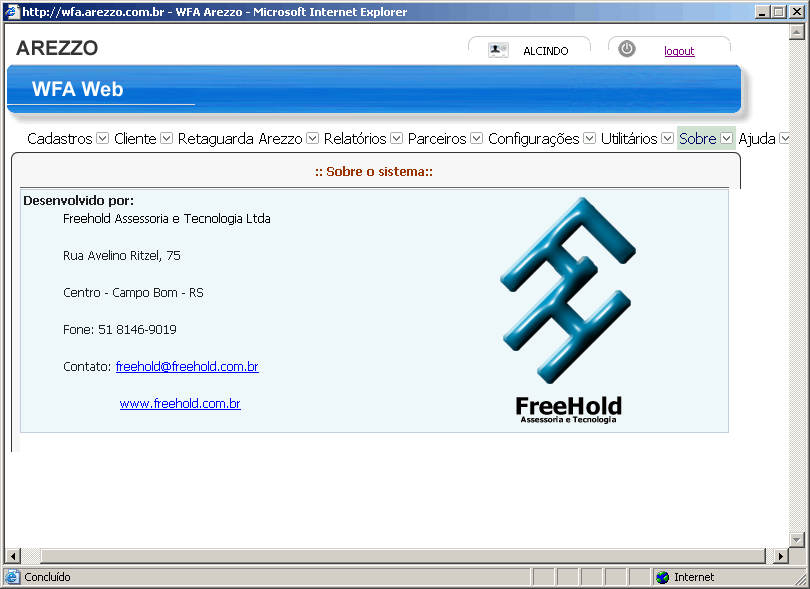 http://wfa.arezzo.com.br - WFA Arezzo - Microsoft Internet Explorer
AREZZO
ALCINDO
logout
WFA Web
Cadastros Cliente Retaguarda Arezzo Relatórios Parceiros Configurações Utilitários Sobre Ajuda
:: Sobre o sistema::
Desenvolvido por:
Freehold Assessoria e Tecnologia Ltda
Rua Avelino Ritzel, 75
Centro - Campo Bom - RS
Fone: 51 8146-9019
Contato: freehold@freehold.com.br
www.freehold.com.br
FreeHold
Assessoria e Tecnologia
Concluído
Internet